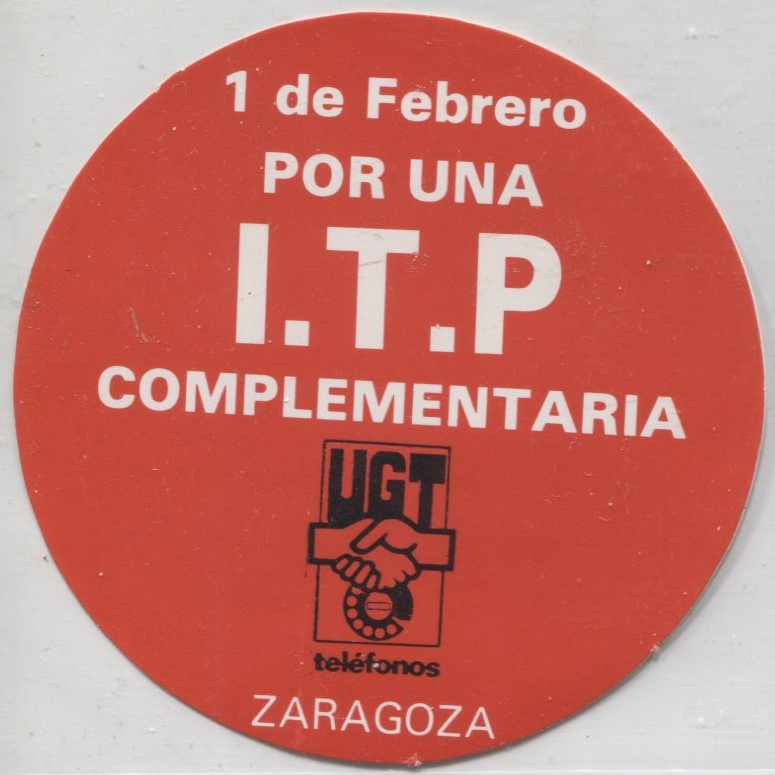 1 de Febrero
POR UNA
I.T.P
COMPLEMENTARIA
UGT
teléfonos
ZARAGOZA